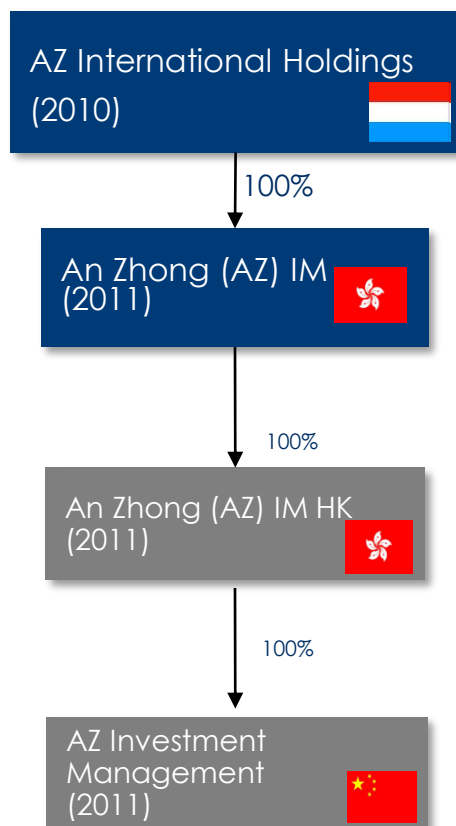 AZ International Holdings
(2010)
100%
An Zhong (AZ) IM
(2011)
100%
An Zhong (AZ) IM HK
(2011)
100%
AZ Investment
Management
(2011)